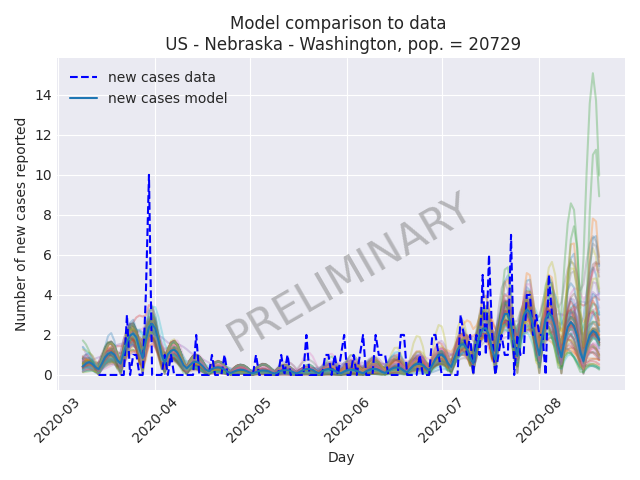 Model comparison to data
US - Nebraska - Washington, pop. = 20729
new cases data
new cases model
PRELIMINARY
Number of new cases reported
14
12
10
8
6
4
2
0
2020-03
2020-04
2020-05
2020-06
2020-07
2020-08
Day